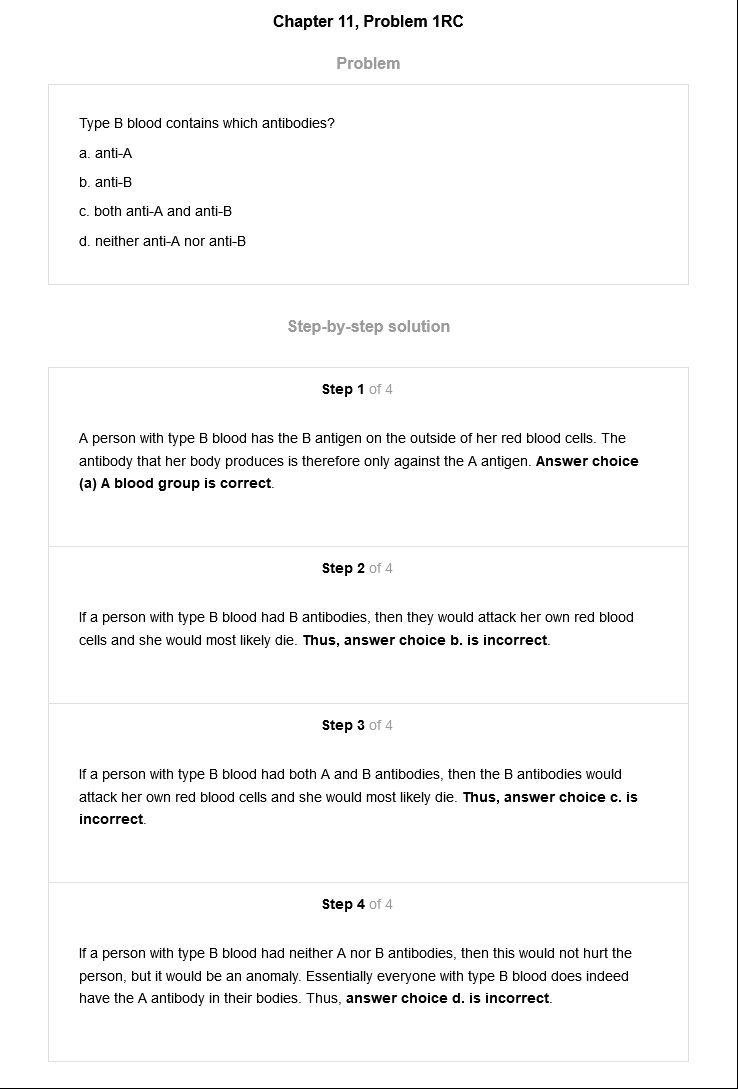 Chapter 11, Problem 1RC
Problem
Type B blood contains which antibodies?
a. anti-A
b. anti-B
c. both anti-A and anti-B
d. neither anti-A nor anti-B
Step-by-step solution
Step 1 of 4
A person with type B blood has the B antigen on the outside of her red blood cells. The
antibody that her body produces is therefore only against the A antigen. Answer choice
(a) A blood group is correct.
Step 2 of 4
If a person with type B blood had B antibodies, then they would attack her own red blood
cells and she would most likely die. Thus, answer choice b. is incorrect.
Step 3 of 4
If a person with type B blood had both A and B antibodies, then the B antibodies would
attack her own red blood cells and she would most likely die. Thus, answer choice c. is
incorrect.
Step 4 of 4
If a person with type B blood had neither A nor B antibodies, then this would not hurt the
person, but it would be an anomaly. Essentially everyone with type B blood does indeed
have the A antibody in their bodies. Thus, answer choice d. is incorrect.